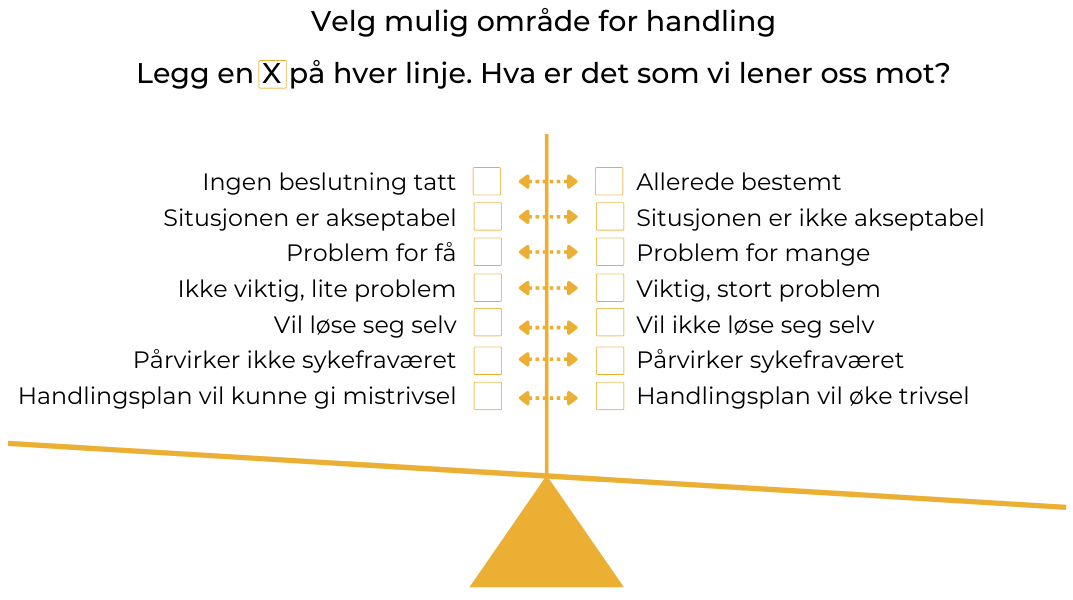 Velg mulig område for handling
Legg en X på hver linje. Hva er det som vi lener oss mot?
Ingen beslutning tatt Allerede bestemt
Situsjonen er akseptabel Situsjonen er ikke akseptabel
Problem for få Problem for mange
Ikke viktig, lite problem Viktig, stort problem
Vil løse seg selv Vil ikke løse seg selv
Pårvirker ikke sykefraværet Pårvirker sykefraværet
Handlingsplan vil kunne gi mistrivsel Handlingsplan vil øke trivsel